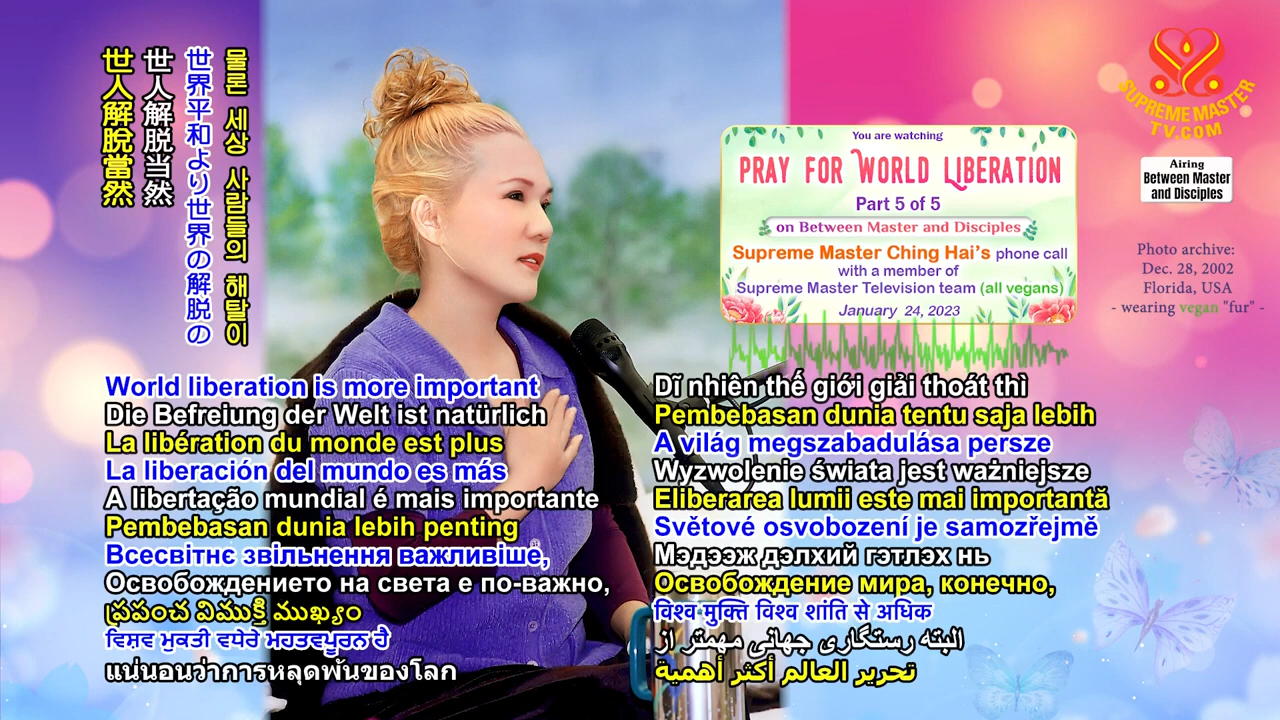 물론 세상 사람들의 해탈이
世界平和より世界の解脱の
世人解脱当然
世人解脫當然
SUPREME MASTER
TV.COM
Airing
Between Master
and Disciples
You are watching
PRAY FOR WORLD LIBERATION
Part 5 of 5
on Between Master and Disciples
Supreme Master Ching Hai's phone call
with a member of
Supreme Master Television team (all vegans)
January 24, 2023
Photo archive:
Dec. 28, 2002
Florida, USA
- wearing vegan "fur" -
World liberation is more important
Die Befreiung der Welt ist natürlich
La libération du monde est plus
La liberación del mundo es más
A libertação mundial é mais importante
Pembebasan dunia lebih penting
Всесвітнє звільнення важливіше,
Освобождението на света е по-важно,
ప్రపంచ విముక్తి ముఖ్యం
ਵਿਸ਼ਵ ਮੁਕਤੀ ਵਧੇਰੇ ਮਹਤਵਪੂਰਨ ਹੈ
แน่นอนว่าการหลุดพ้นของโลก
Dĩ nhiên thế giới giải thoát thì
Pembebasan dunia tentu saja lebih
A világ megszabadulása persze
Wyzwolenie świata jest ważniejsze
Eliberarea lumii este mai importantă
Světové osvobození je samozřejmě
Мэдээж дэлхий гэтлэх нь
Освобождение мира, конечно,
विश्व मुक्ति विश्व शांति से अधिक
البته رستگاری جهانی مهمتر از
تحرير العالم أكثر أهمية